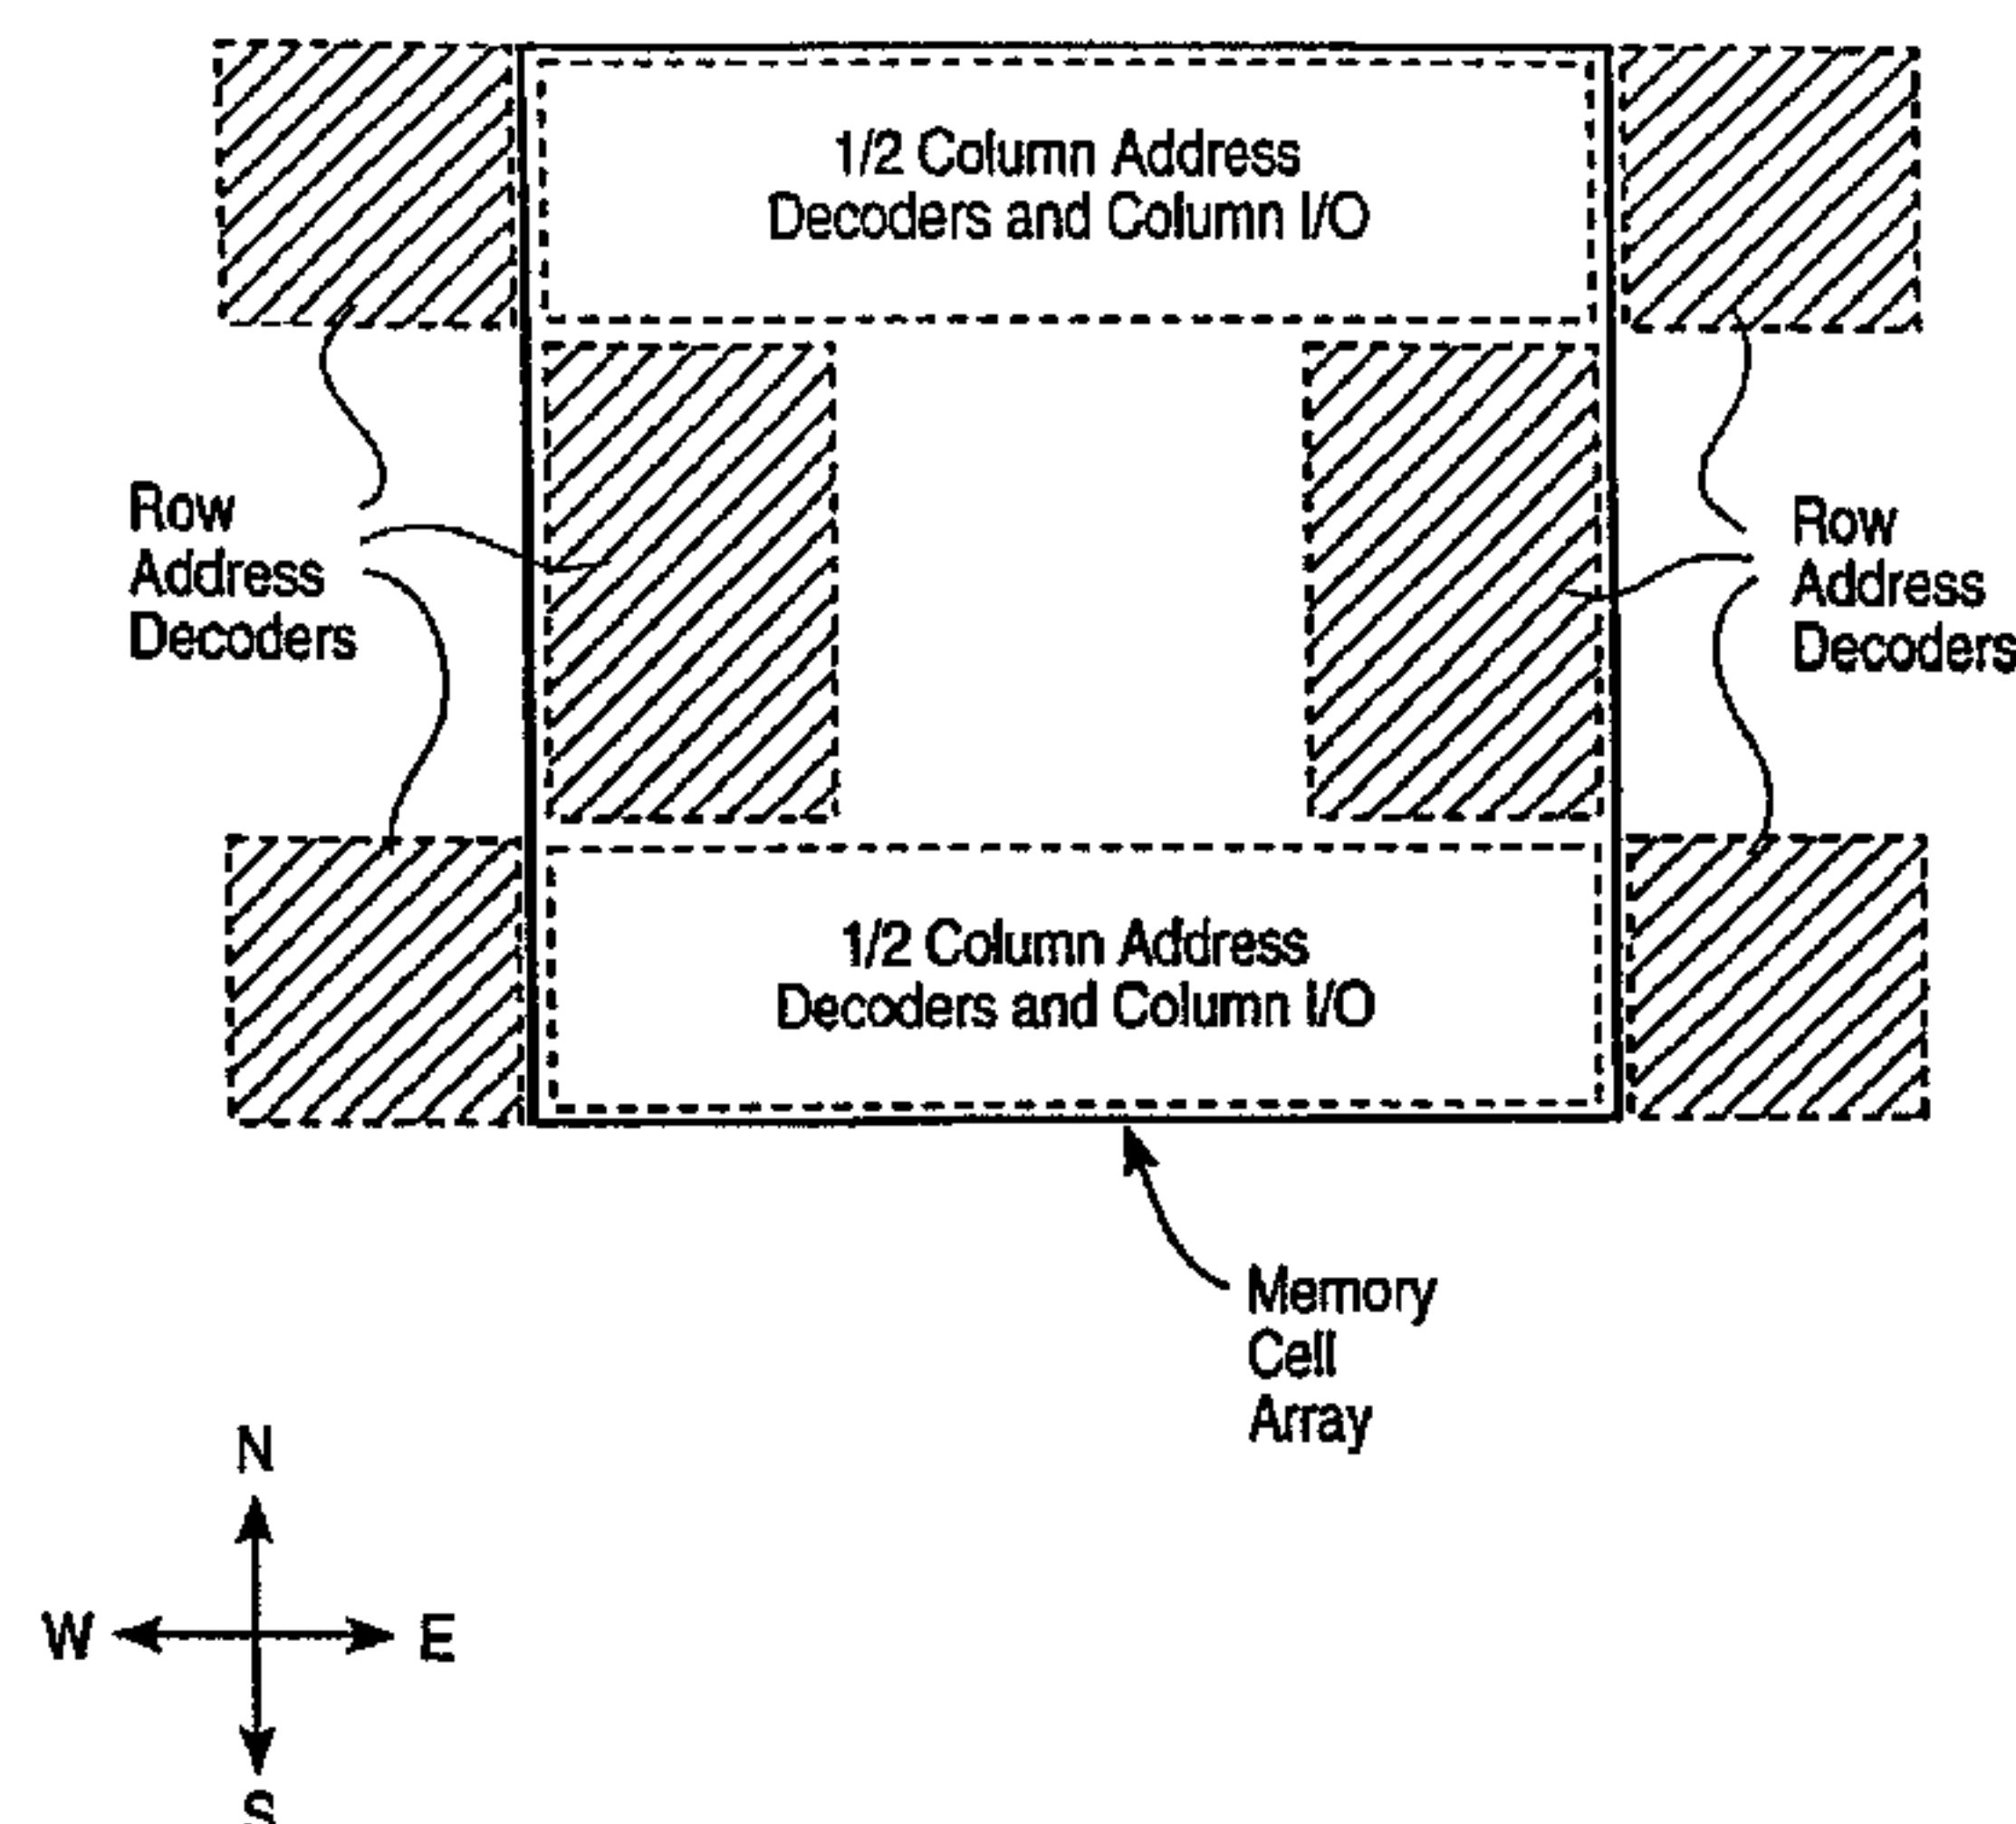 1/2 Column Address
Decoders and Column I/O
Row
Address
Decoders
Row
Address
Decoders
1/2 Column Address
Decoders and Column I/O
Memory
Cell
Array
N
W
E
S